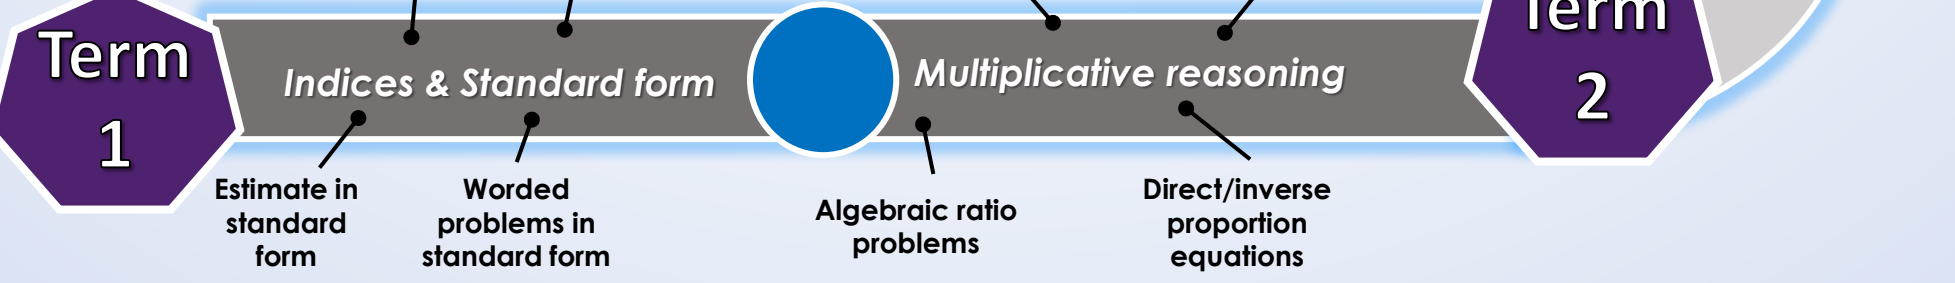 Term
1
Indices & Standard form
Multiplicative reasoning
Term
2
Estimate in
standard
form
Worded
problems in
standard form
Algebraic ratio
problems
Direct/inverse
proportion
equations